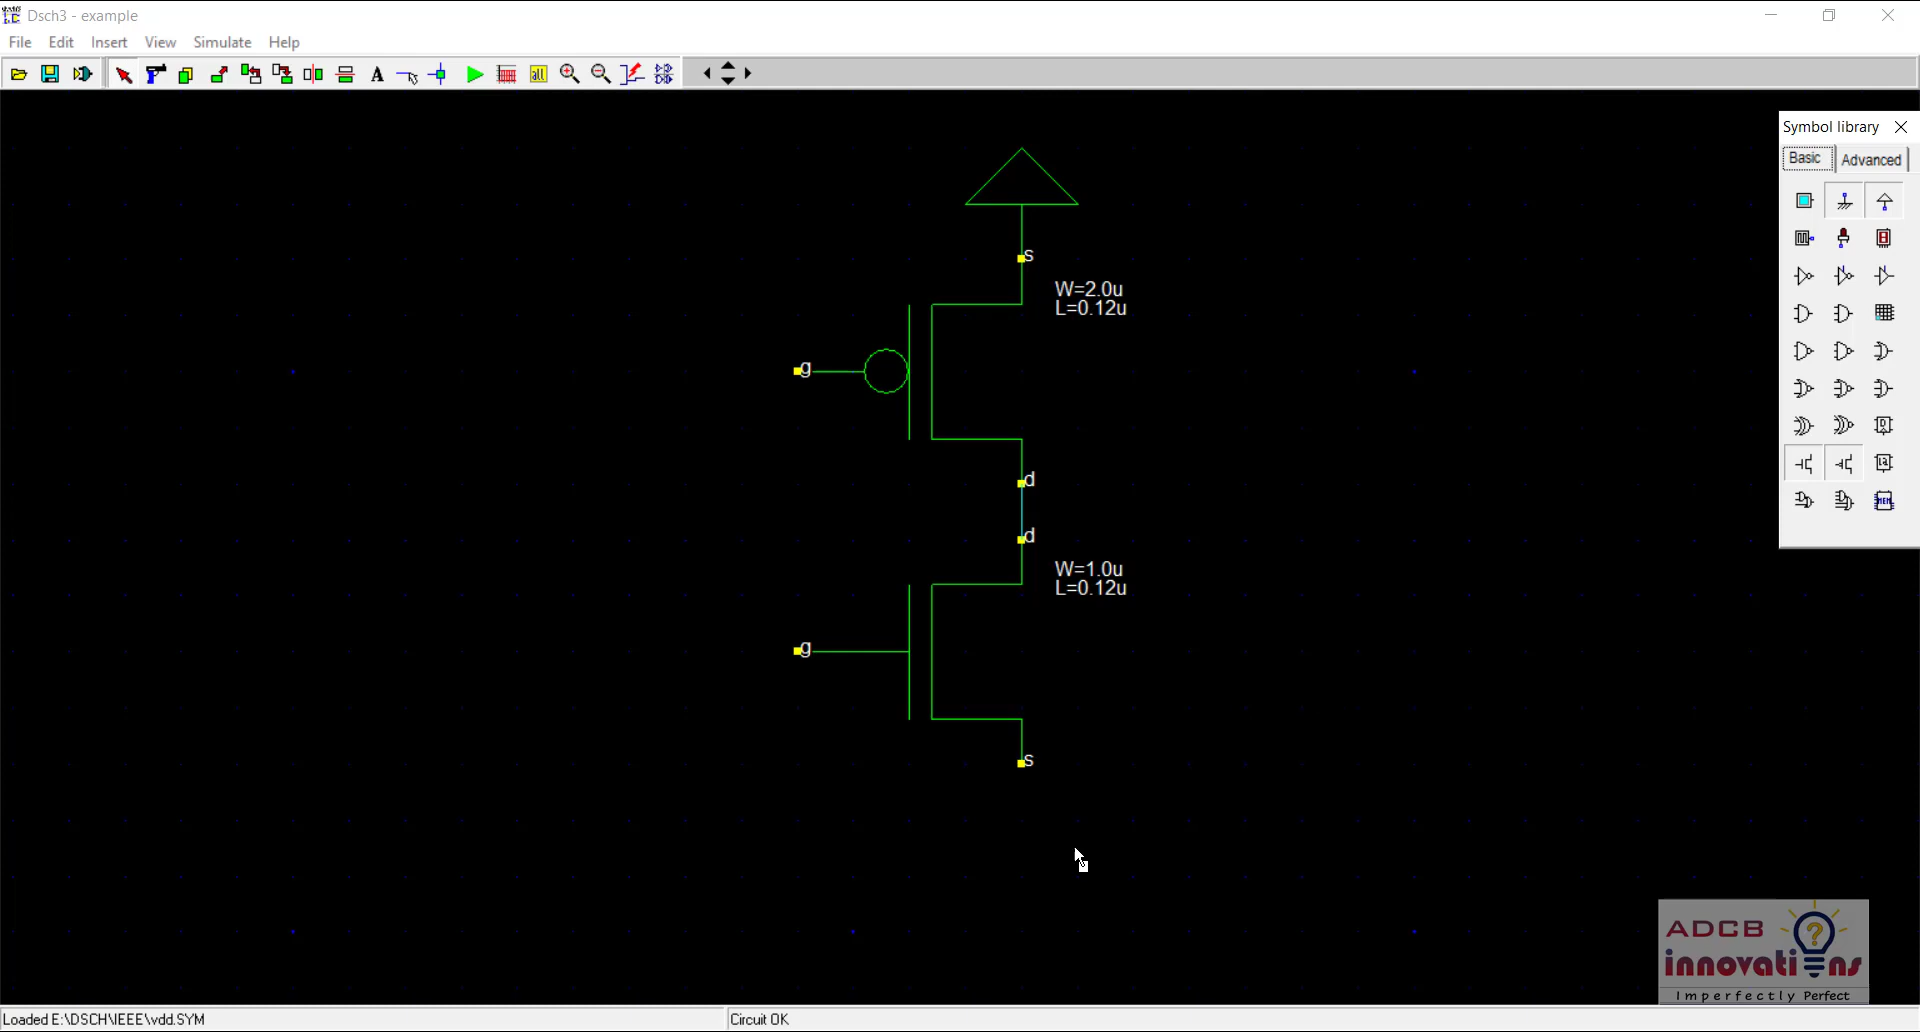 Dsch3 - example
File Edit Insert View Simulate Help
A all
Symbol library
Basic Advanced
s
W=2.0u
L=0.12u
g
d
d
W=1.0u
L=0.12u
g
s
ADCB
innovations
Imperfectly Perfect
Loaded E:\DSCH\IEEE\vdd.SYM Circuit OK